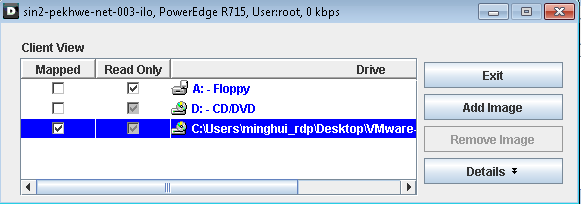 sin2-pekhwe-net-003-ilo, PowerEdge R715, User:root, 0 kbps
Client View
Mapped Read Only Drive
A: - Floppy
D: - CD/DVD
C:\Users\minghui_rdp\Desktop\VMware-
Exit
Add Image
Remove Image
Details